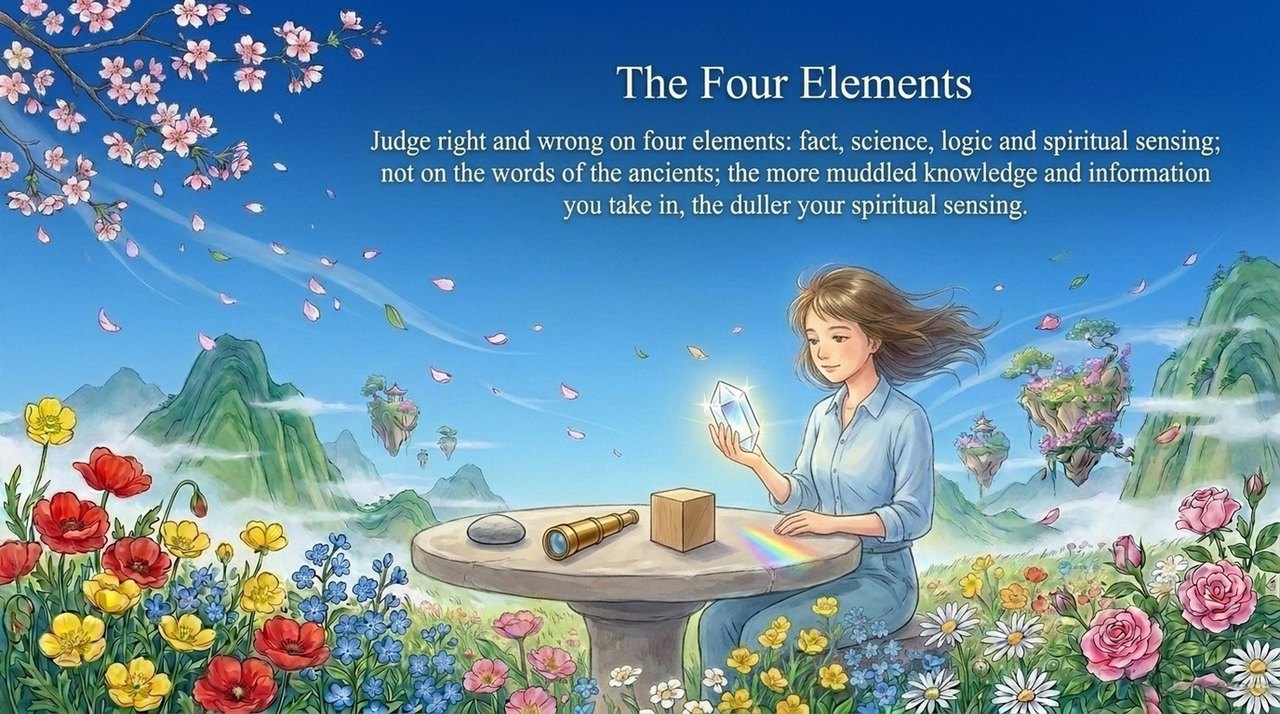 The Four Elements
Judge right and wrong on four elements: fact, science, logic and spiritual sensing;
not on the words of the ancients; the more muddled knowledge and information
you take in, the duller your spiritual sensing.